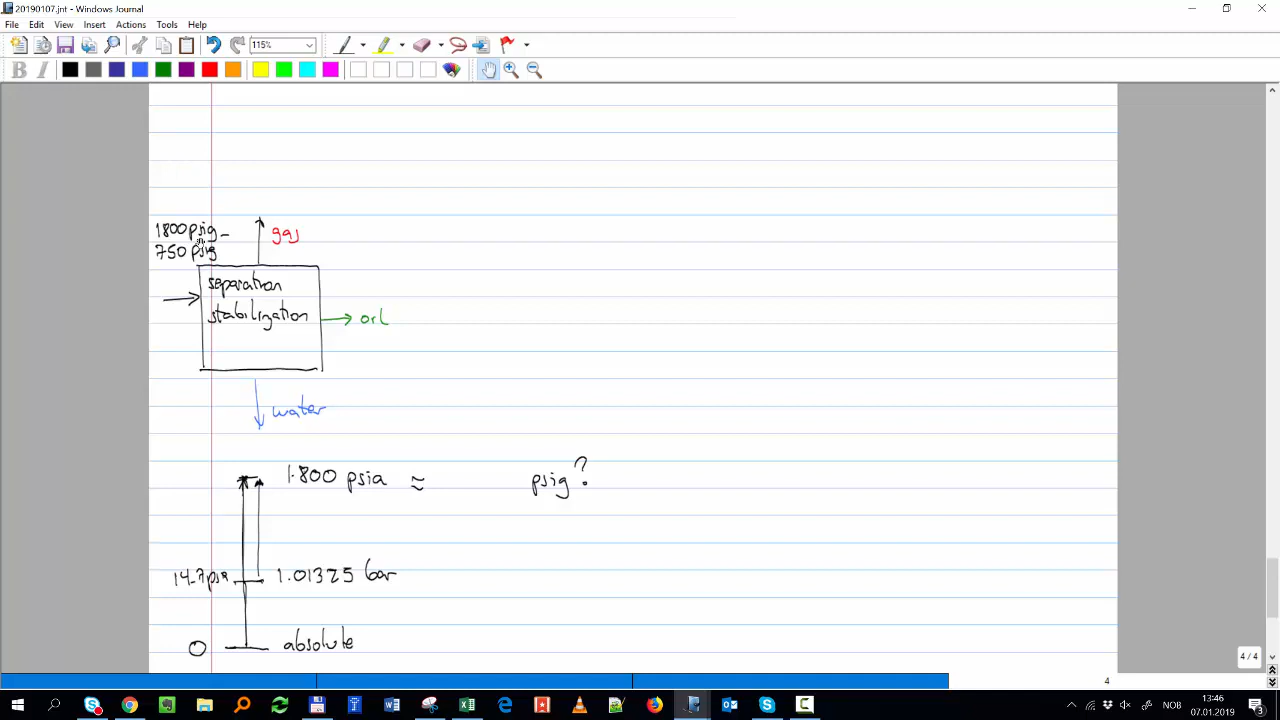 20190107.jnt - Windows Journal
File Edit View Insert Actions Tools Help
115%
B I
1800 psig -
750 psig
gas
separation
stabilization
oil
water
1.800 psia ≈ psig?
14.7 psia 1.01325 bar
0 absolute
4 / 4
4
NOB
13:46
07.01.2019
3